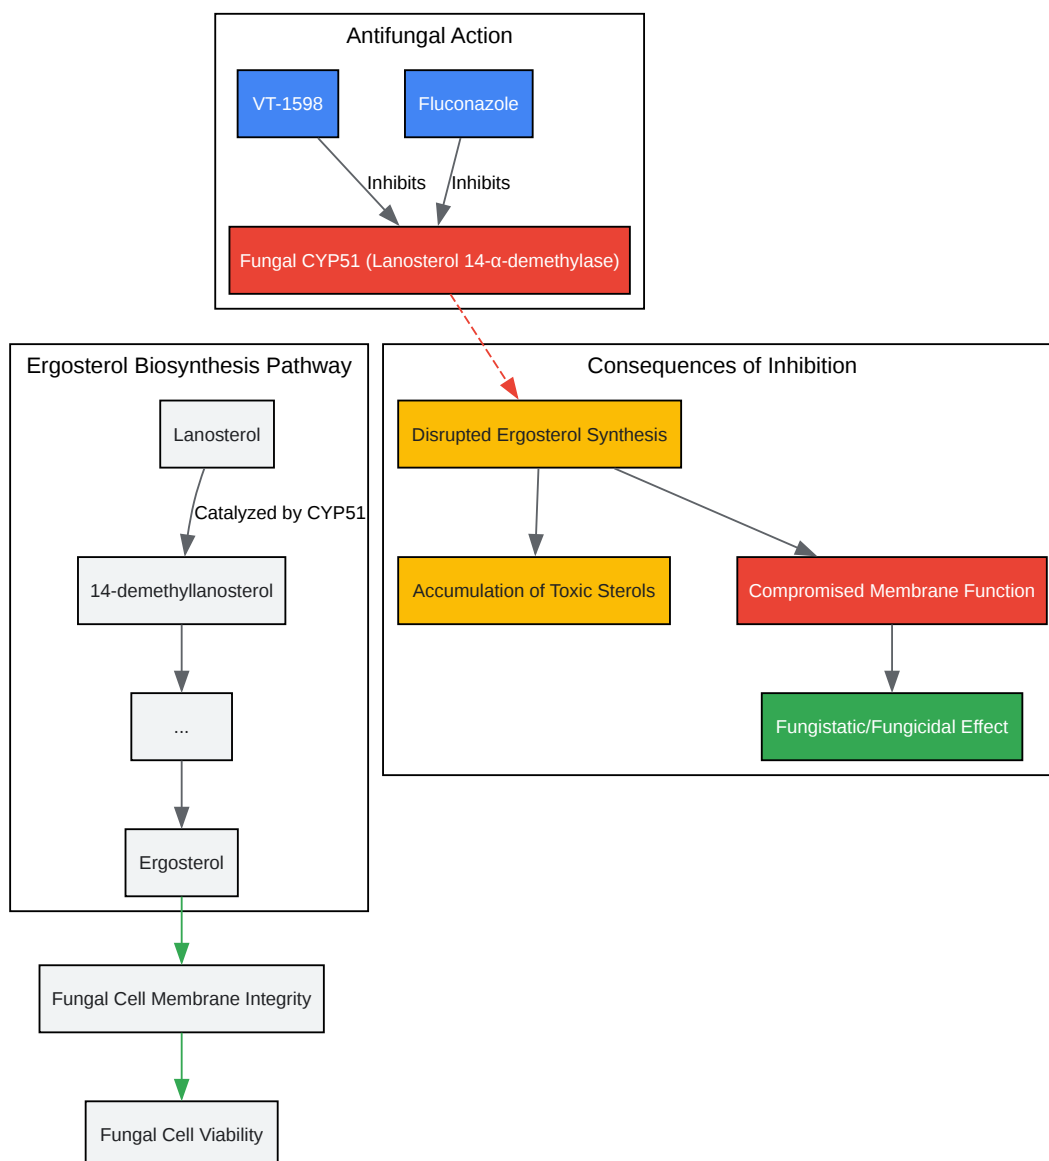 Antifungal Action
VT-1598
Fluconazole
Inhibits
Inhibits
Fungal CYP51 (Lanosterol 14-α-demethylase)
Ergosterol Biosynthesis Pathway
Lanosterol
Catalyzed by CYP51
14-demethyllanosterol
...
Ergosterol
Fungal Cell Membrane Integrity
Fungal Cell Viability
Consequences of Inhibition
Disrupted Ergosterol Synthesis
Accumulation of Toxic Sterols
Compromised Membrane Function
Fungistatic/Fungicidal Effect